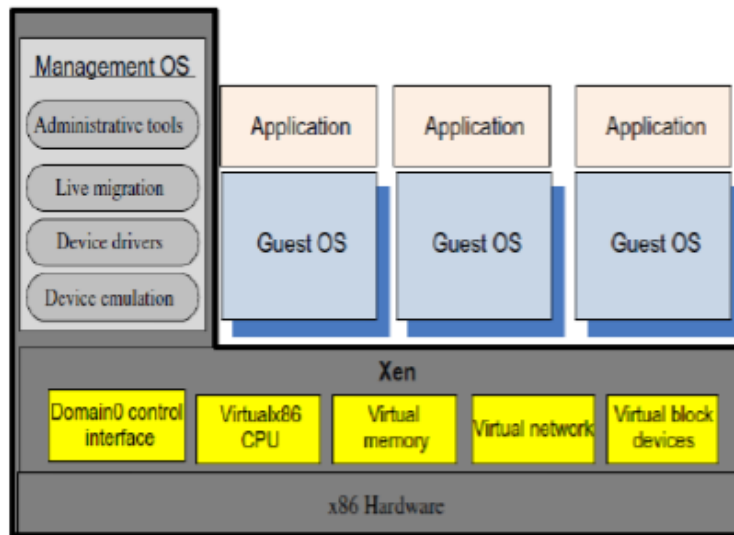 Management OS
Administrative tools
Live migration
Device drivers
Device emulation
Application
Application
Application
Guest OS
Guest OS
Guest OS
Xen
Domain0 control
interface
Virtualx86
CPU
Virtual
memory
Virtual network
Virtual block
devices
x86 Hardware